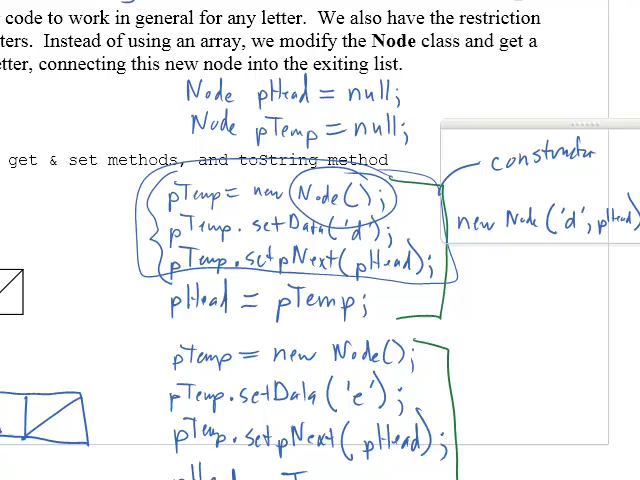 code to work in general for any letter. We also have the restriction
ters. Instead of using an array, we modify the Node class and get a
etter, connecting this new node into the exiting list.
Node pHead = null;
Node pTemp = null;
get & set methods, and toString method
constructor
pTemp = new Node();
new Node('d', pHead)
pTemp.setData('d');
pTemp.setpNext(pHead);
pHead = pTemp;
pTemp = new Node();
pTemp.setData('e');
pTemp.setpNext(pHead);